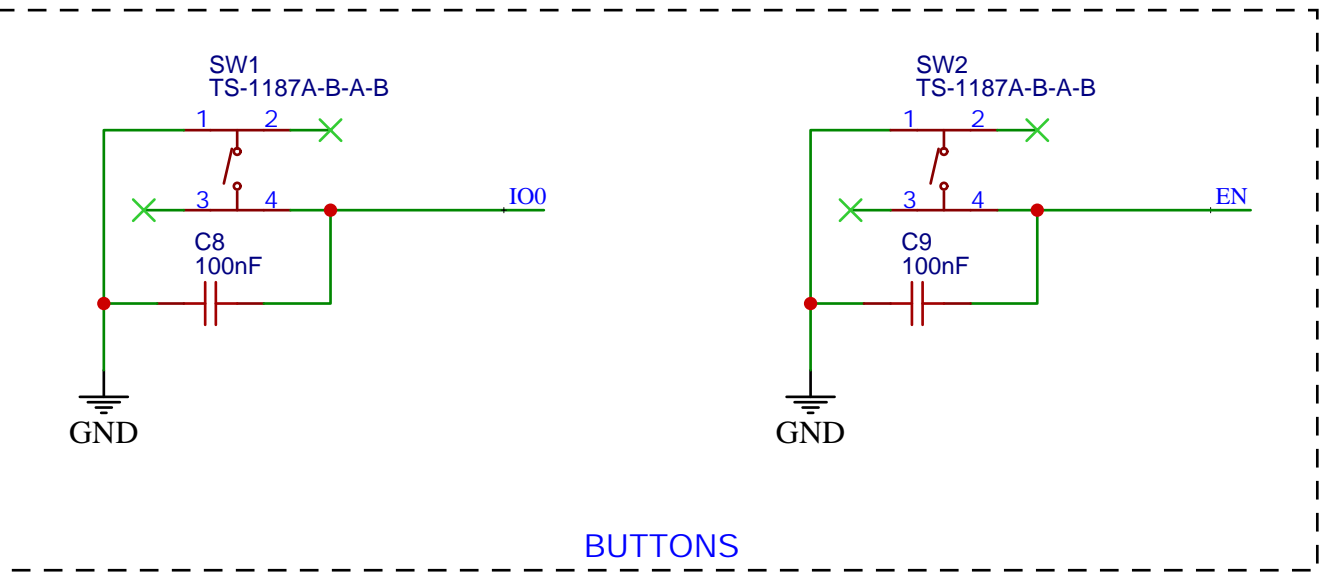 SW1
TS-1187A-B-A-B
1 2
3 4
IO0
C8
100nF
GND
SW2
TS-1187A-B-A-B
1 2
3 4
EN
C9
100nF
GND
BUTTONS